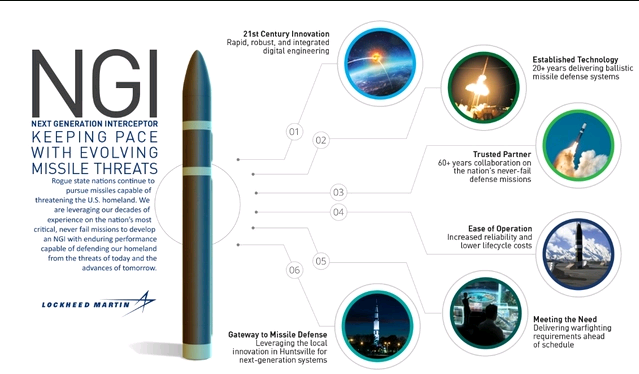 NGI
NEXT GENERATION INTERCEPTOR
KEEPING PACE
WITH EVOLVING
MISSILE THREATS
Rogue state nations continue to
pursue missiles capable of
threatening the U.S. homeland. We
are leveraging our decades of
experience on the nation's most
critical, never fail missions to develop
an NGI with enduring performance
capable of defending our homeland
from the threats of today and the
advances of tomorrow.
LOCKHEED MARTIN
21st Century Innovation
Rapid, robust, and integrated
digital engineering
01
Established Technology
20+ years delivering ballistic
missile defense systems
02
Trusted Partner
60+ years collaboration on
the nation's never-fail
defense missions
03
04
Ease of Operation
Increased reliability and
lower lifecycle costs
05
Meeting the Need
Delivering warfighting
requirements ahead
of schedule
06
Gateway to Missile Defense
Leveraging the local
innovation in Huntsville for
next-generation systems